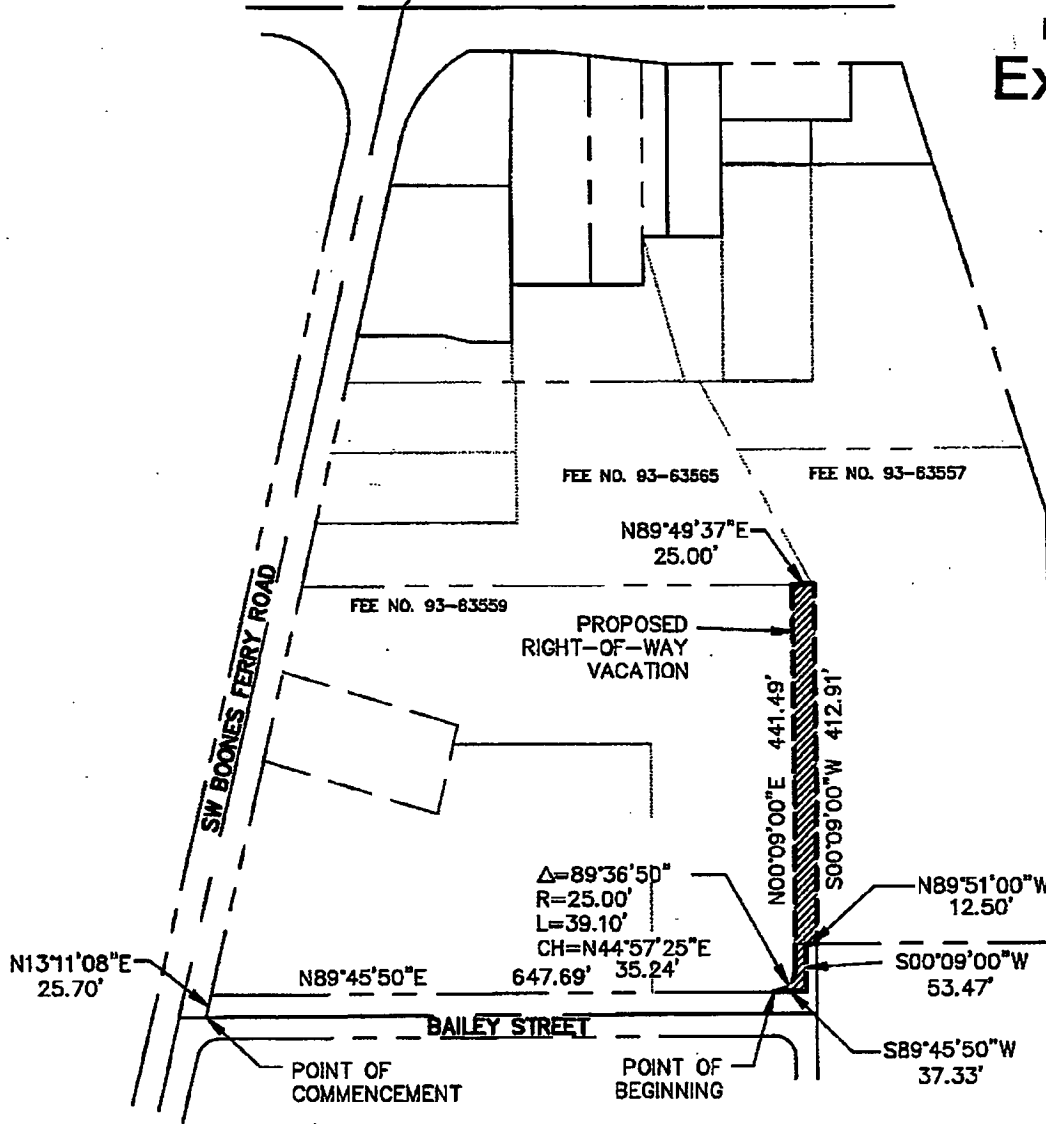 Ex
FEE NO. 93-63565
FEE NO. 93-63557
N89°49'37"E
25.00'
FEE NO. 93-63559
PROPOSED
RIGHT-OF-WAY
VACATION
SW BOONES FERRY ROAD
N00°09'00"E 441.49'
S00°09'00"W 412.91'
Δ=89°36'50"
R=25.00'
L=39.10'
CH=N44°57'25"E
35.24'
N89°51'00"W
12.50'
N13°11'08"E
25.70'
N89°45'50"E 647.69'
S00°09'00"W
53.47'
BAILEY STREET
S89°45'50"W
37.33'
POINT OF
COMMENCEMENT
POINT OF
BEGINNING